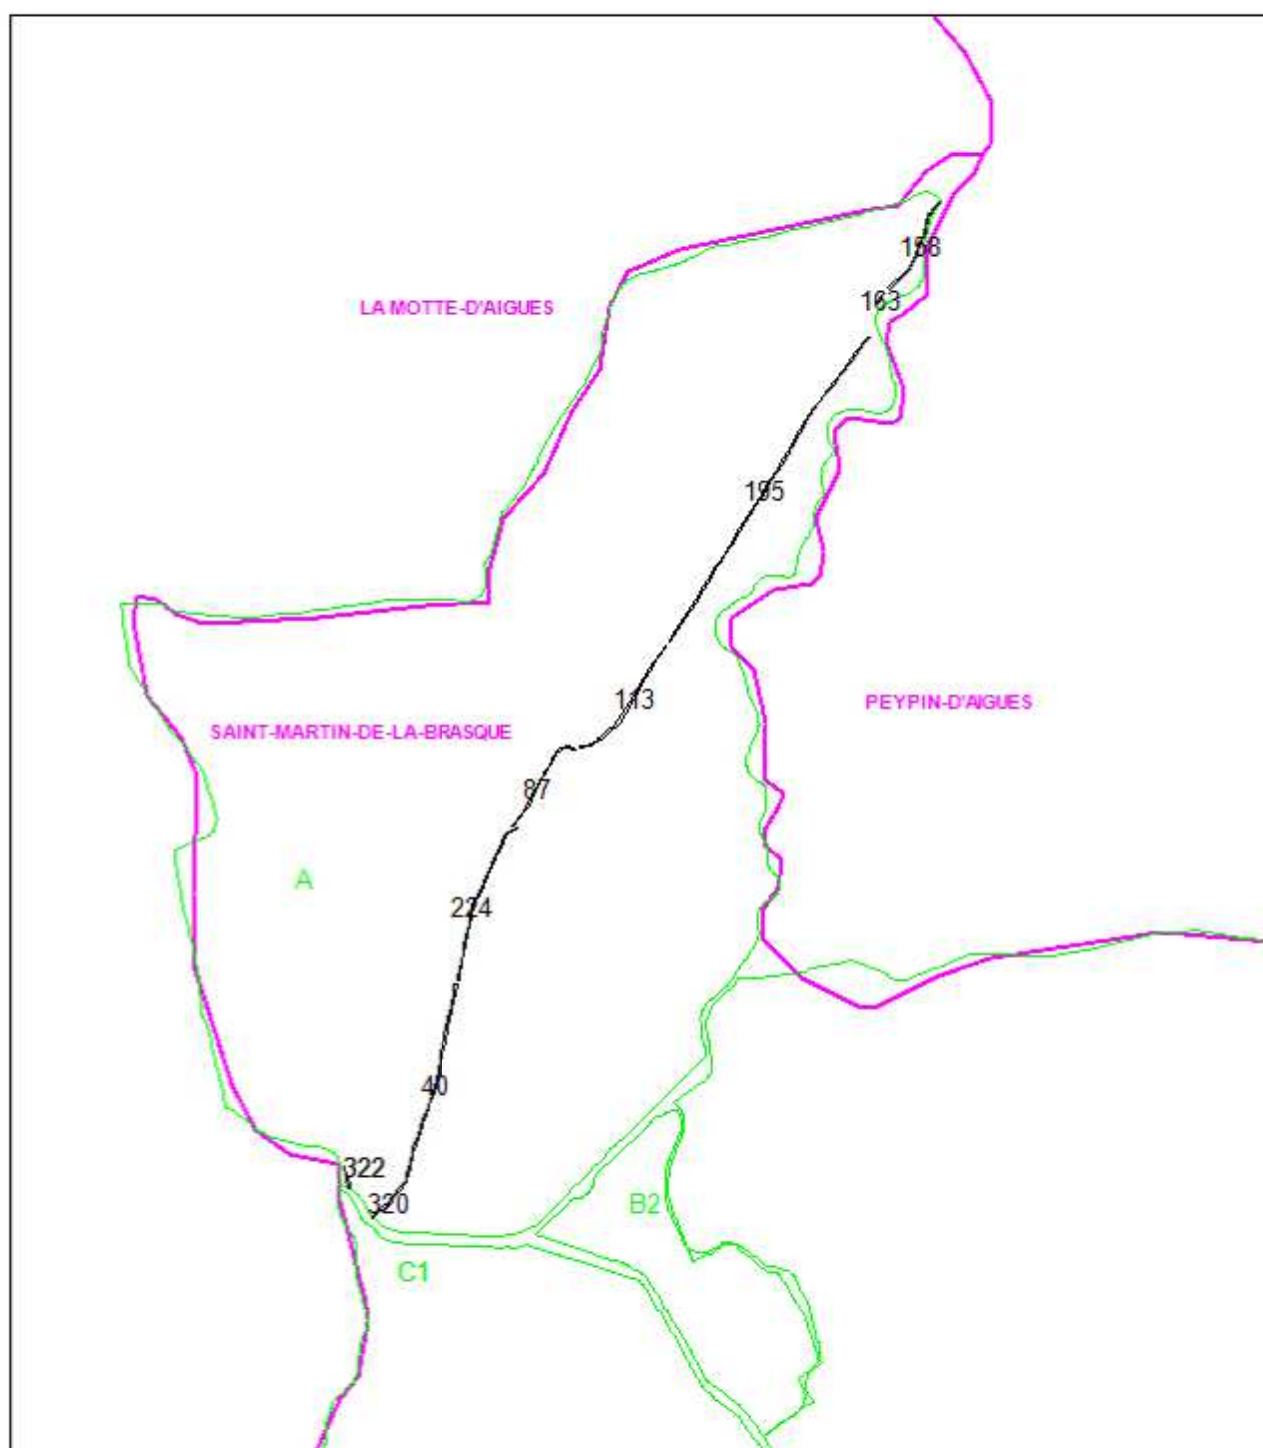 158
163
LA MOTTE-D'AIGUES
195
113
PEYPIN-D'AIGUES
SAINT-MARTIN-DE-LA-BRASQUE
87
A
224
40
322
320
B2
C1